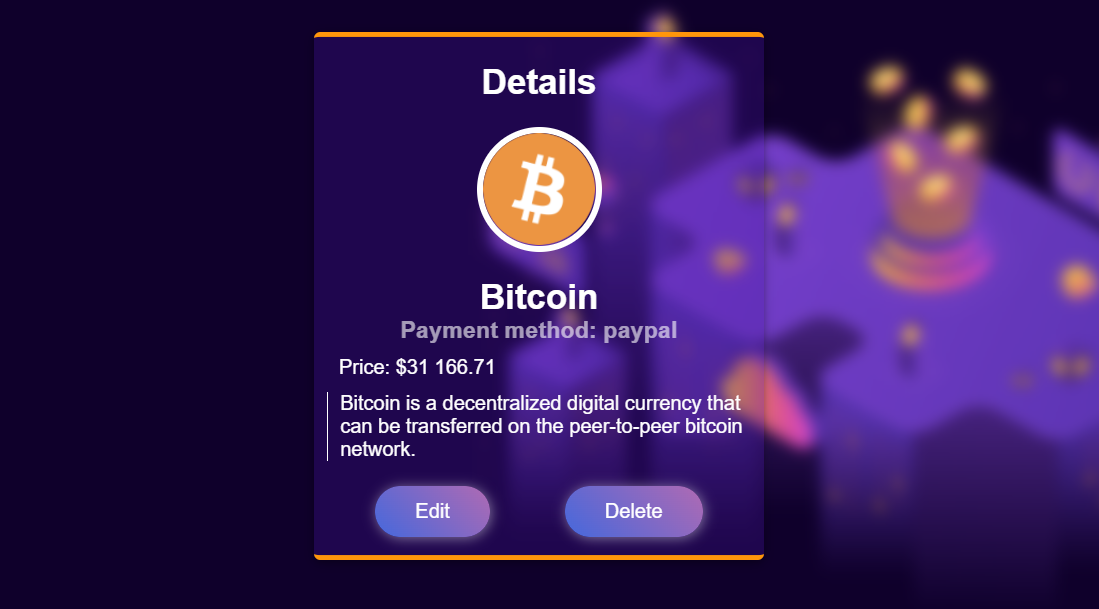 Details
Bitcoin
Payment method: paypal
Price: $31 166.71
Bitcoin is a decentralized digital currency that
can be transferred on the peer-to-peer bitcoin
network.
Edit
Delete